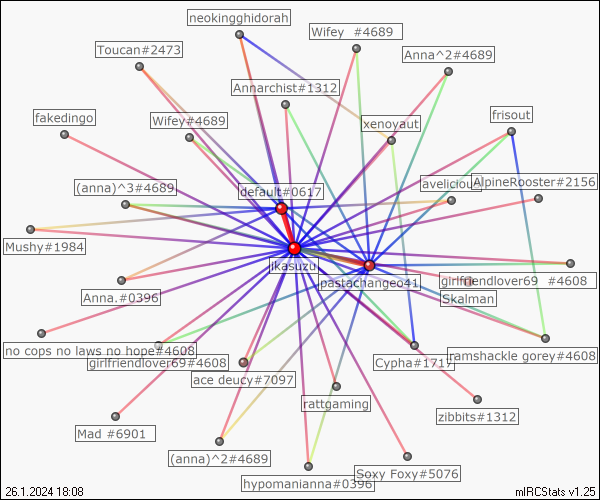 neokingghidorah
Wifey #4689
Toucan#2473
Anna^2#4689
Annarchist#1312
fakedingo
Wifey#4689
xenoyaut
frisout
(anna)^3#4689
default#0617
aveliciou
AlpineRooster#2156
Mushy#1984
ikasuzu
pastachangeo41
girlfriendlover69 #4608
Anna.#0396
Skalman
no cops no laws no hope#4608
girlfriendlover69#4608
Cypha#1717
ramshackle gorey#4608
ace deucy#7097
rattgaming
zibbits#1312
Mad #6901
(anna)^2#4689
hypomanianna#0396
Soxy Foxy#5076
26.1.2024 18:08
mIRCStats v1.25